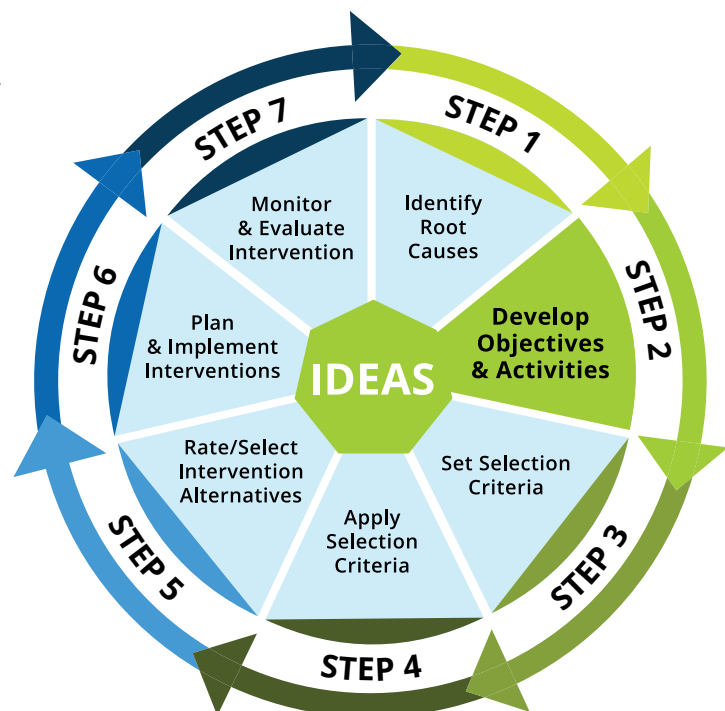 STEP 1
Identify
Root
Causes
STEP 2
Develop
Objectives
& Activities
STEP 3
Set Selection
Criteria
STEP 4
Apply
Selection
Criteria
STEP 5
Rate/Select
Intervention
Alternatives
STEP 6
Plan
& Implement
Interventions
STEP 7
Monitor
& Evaluate
Intervention
IDEAS